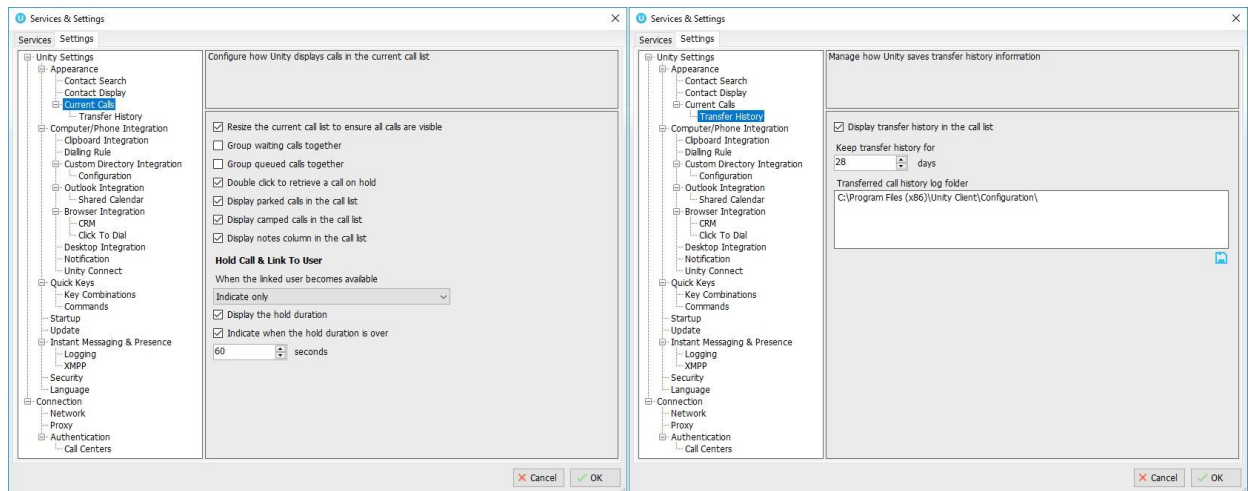 Services & Settings
Services Settings
Unity Settings
Appearance
Contact Search
Contact Display
Current Calls
Transfer History
Computer/Phone Integration
Clipboard Integration
Dialling Rule
Custom Directory Integration
Configuration
Outlook Integration
Shared Calendar
Browser Integration
CRM
Click To Dial
Desktop Integration
Notification
Unity Connect
Quick Keys
Key Combinations
Commands
Startup
Update
Instant Messaging & Presence
Logging
XMPP
Security
Language
Connection
Network
Proxy
Authentication
Call Centers
Configure how Unity displays calls in the current call list
Resize the current call list to ensure all calls are visible
Group waiting calls together
Group queued calls together
Double click to retrieve a call on hold
Display parked calls in the call list
Display camped calls in the call list
Display notes column in the call list
Hold Call & Link To User
When the linked user becomes available
Indicate only
Display the hold duration
Indicate when the hold duration is over
60 seconds
Cancel OK
Services & Settings
Services Settings
Unity Settings
Appearance
Contact Search
Contact Display
Current Calls
Transfer History
Computer/Phone Integration
Clipboard Integration
Dialling Rule
Custom Directory Integration
Configuration
Outlook Integration
Shared Calendar
Browser Integration
CRM
Click To Dial
Desktop Integration
Notification
Unity Connect
Quick Keys
Key Combinations
Commands
Startup
Update
Instant Messaging & Presence
Logging
XMPP
Security
Language
Connection
Network
Proxy
Authentication
Call Centers
Manage how Unity saves transfer history information
Display transfer history in the call list
Keep transfer history for
28 days
Transferred call history log folder
C:\Program Files (x86)\Unity Client\Configuration\
Cancel OK